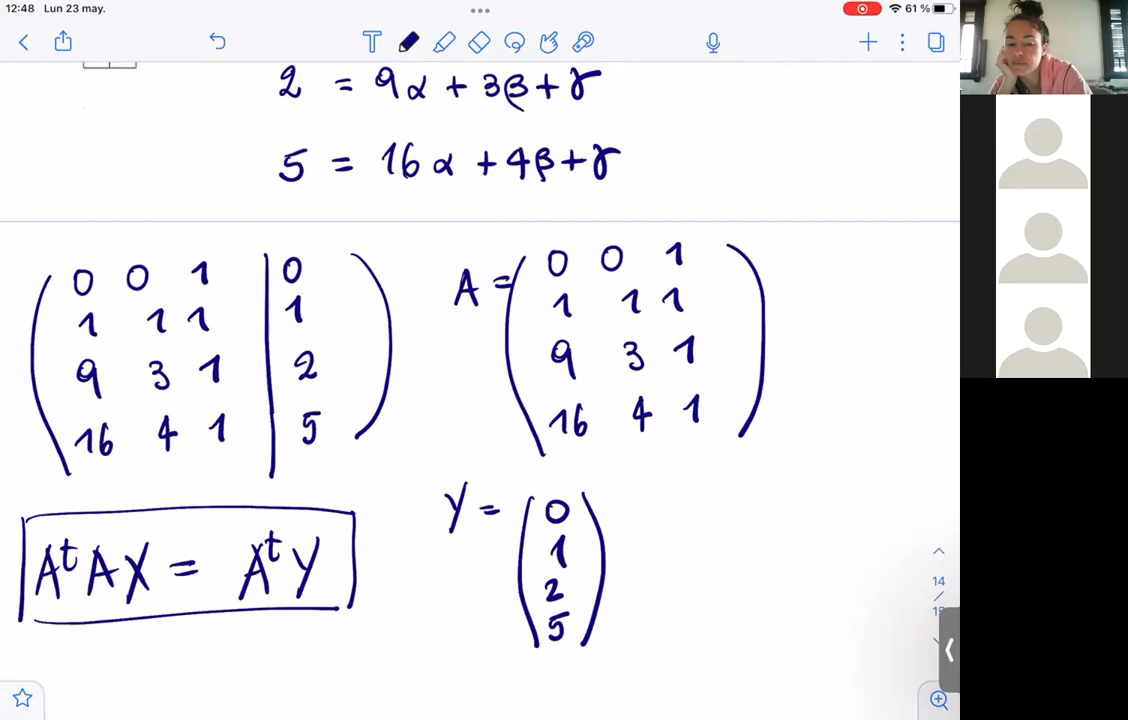 12:48 Lun 23 may.
61 %
2 = 9α + 3β + γ
5 = 16α + 4β + γ
0 0 1 | 0
1 1 1 | 1
9 3 1 | 2
16 4 1 | 5
A = 0 0 1
1 1 1
9 3 1
16 4 1
Y = 0
1
2
5
AᵗAX = AᵗY
14
/